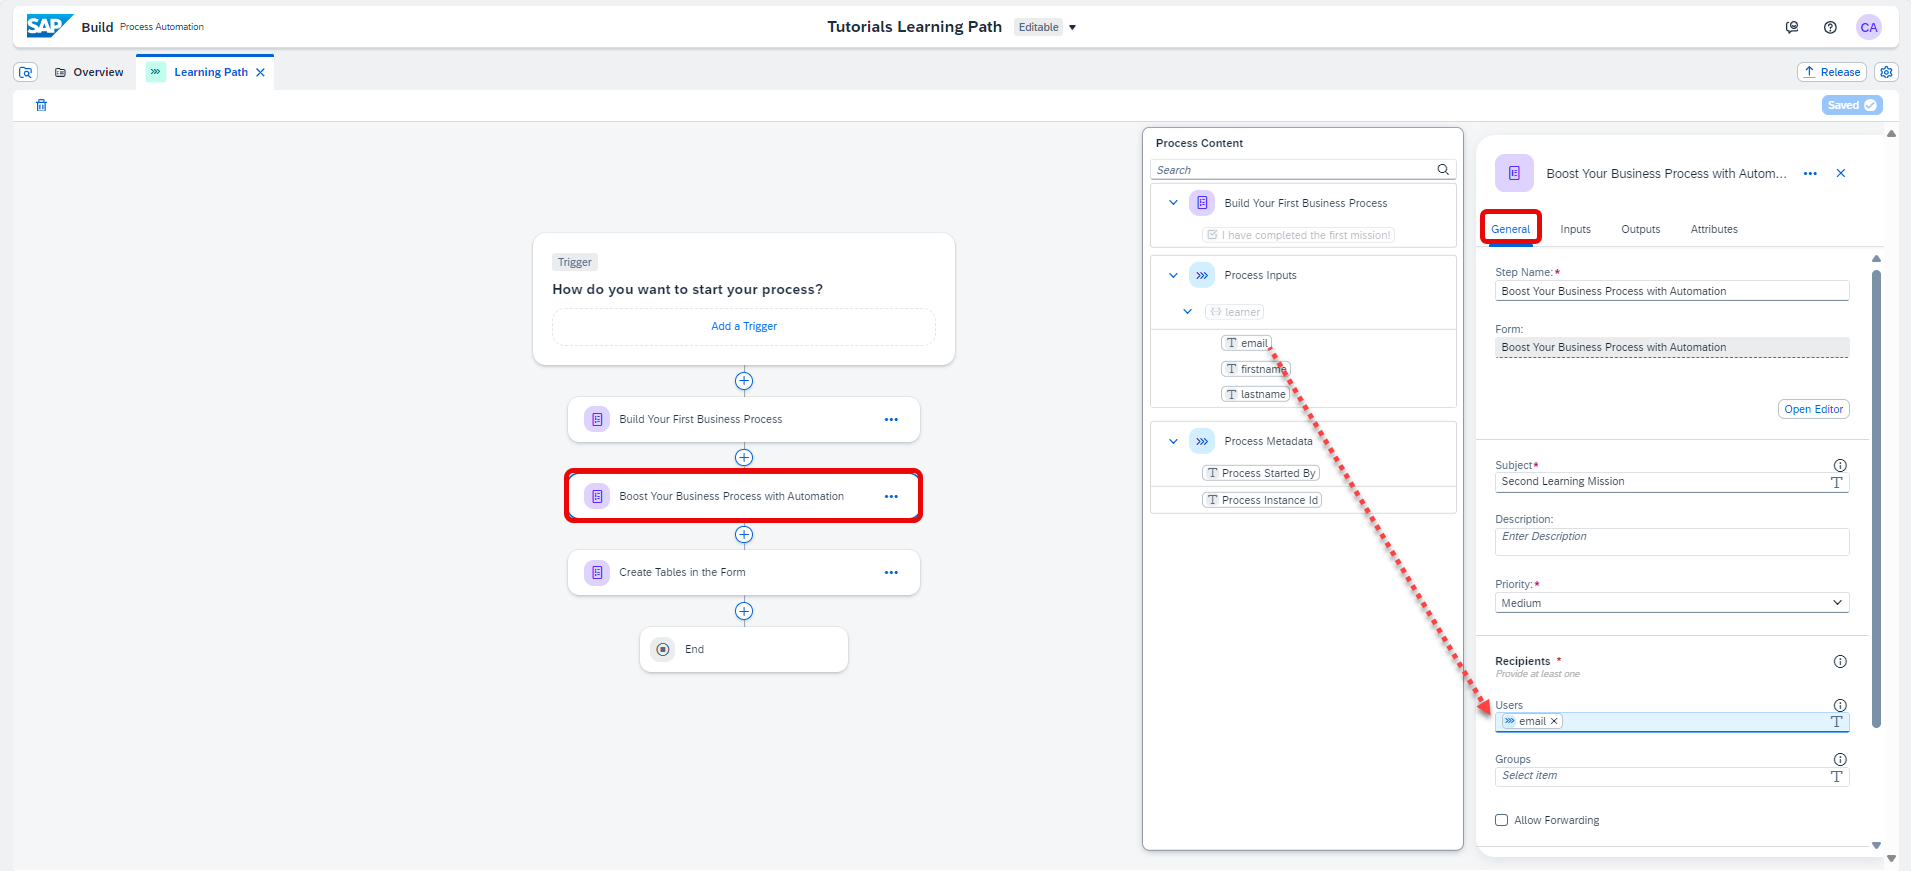 SAP Build Process Automation
Tutorials Learning Path Editable
CA
Overview
Learning Path
Release
Saved
Trigger
How do you want to start your process?
Add a Trigger
Build Your First Business Process
Boost Your Business Process with Automation
Create Tables in the Form
End
Process Content
Search
Build Your First Business Process
I have completed the first mission!
Process Inputs
learner
email
firstname
lastname
Process Metadata
Process Started By
Process Instance Id
Boost Your Business Process with Autom...
General Inputs Outputs Attributes
Step Name:*
Boost Your Business Process with Automation
Form:
Boost Your Business Process with Automation
Open Editor
Subject*
Second Learning Mission
Description:
Enter Description
Priority:*
Medium
Recipients *
Provide at least one
Users
email
Groups
Select item
Allow Forwarding